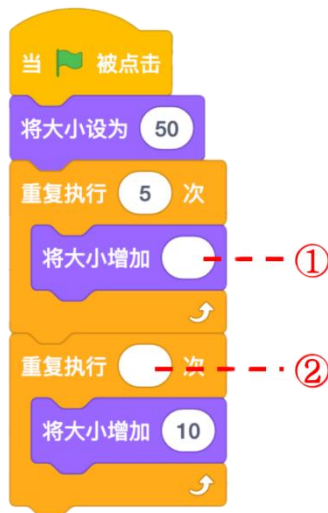 当 被点击
将大小设为 50
重复执行 5 次
将大小增加 ①
重复执行 次 ②
将大小增加 10